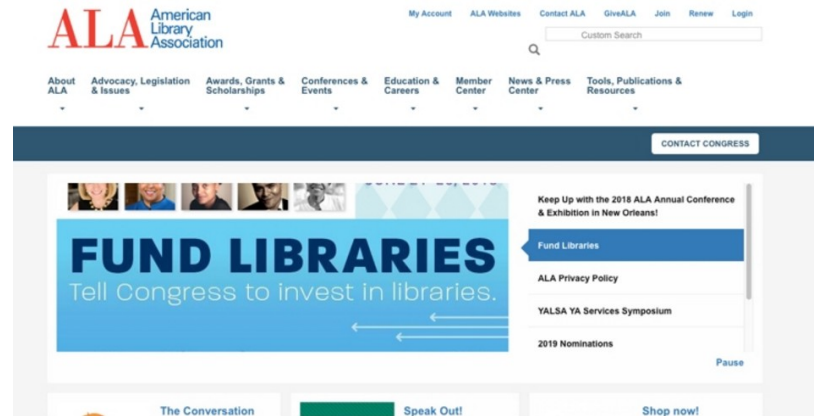 ALA American
Library
Association
My Account ALA Websites Contact ALA GiveALA Join Renew Login
Custom Search
About
ALA
Advocacy, Legislation
& Issues
Awards, Grants &
Scholarships
Conferences &
Events
Education &
Careers
Member
Center
News & Press
Center
Tools, Publications &
Resources
CONTACT CONGRESS
FUND LIBRARIES
Tell Congress to invest in libraries.
Keep Up with the 2018 ALA Annual Conference
& Exhibition in New Orleans!
Fund Libraries
ALA Privacy Policy
YALSA YA Services Symposium
2019 Nominations
Pause
The Conversation
Speak Out!
Shop now!